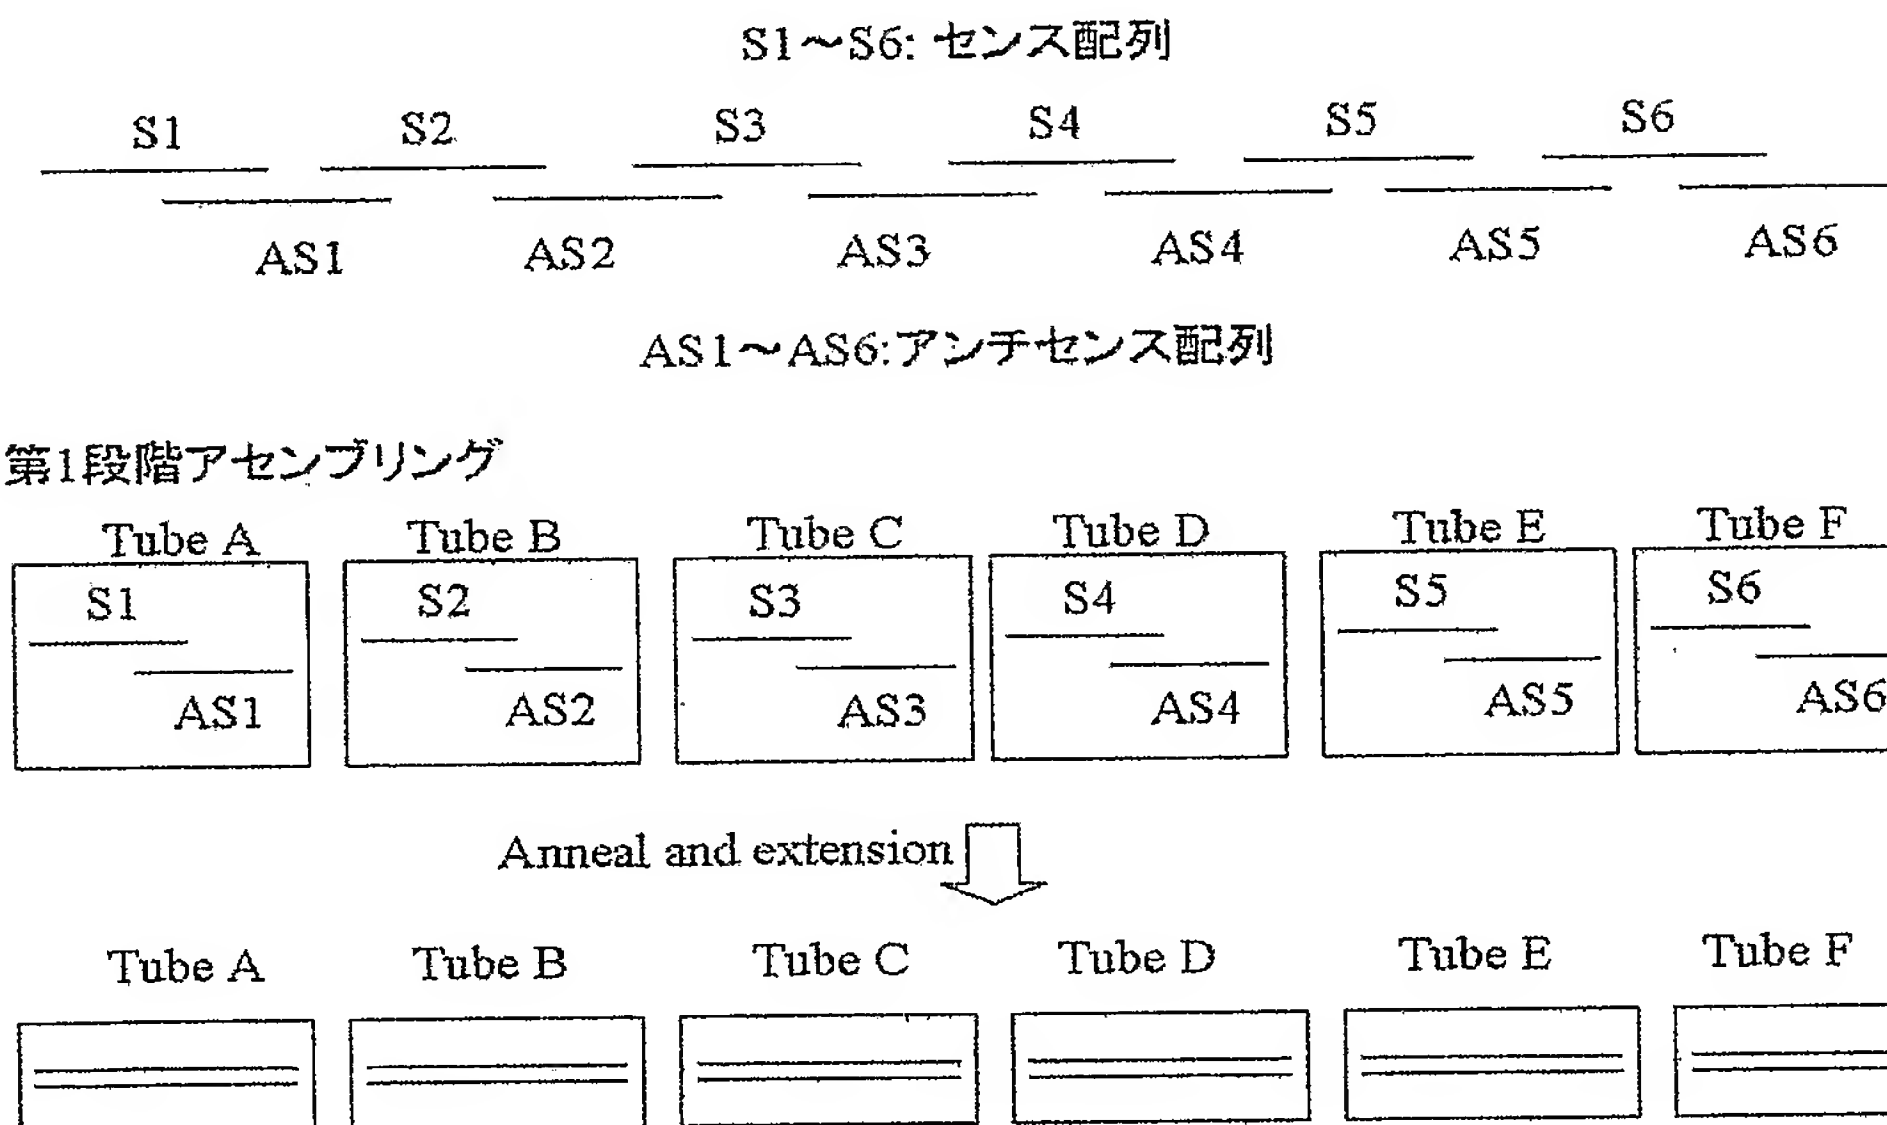 S1～S6: センス配列
S1 S2 S3 S4 S5 S6
AS1 AS2 AS3 AS4 AS5 AS6
AS1～AS6:アンチセンス配列
第1段階アセンブリング
Tube A Tube B Tube C Tube D Tube E Tube F
S1 S2 S3 S4 S5 S6
AS1 AS2 AS3 AS4 AS5 AS6
Anneal and extension
Tube A Tube B Tube C Tube D Tube E Tube F